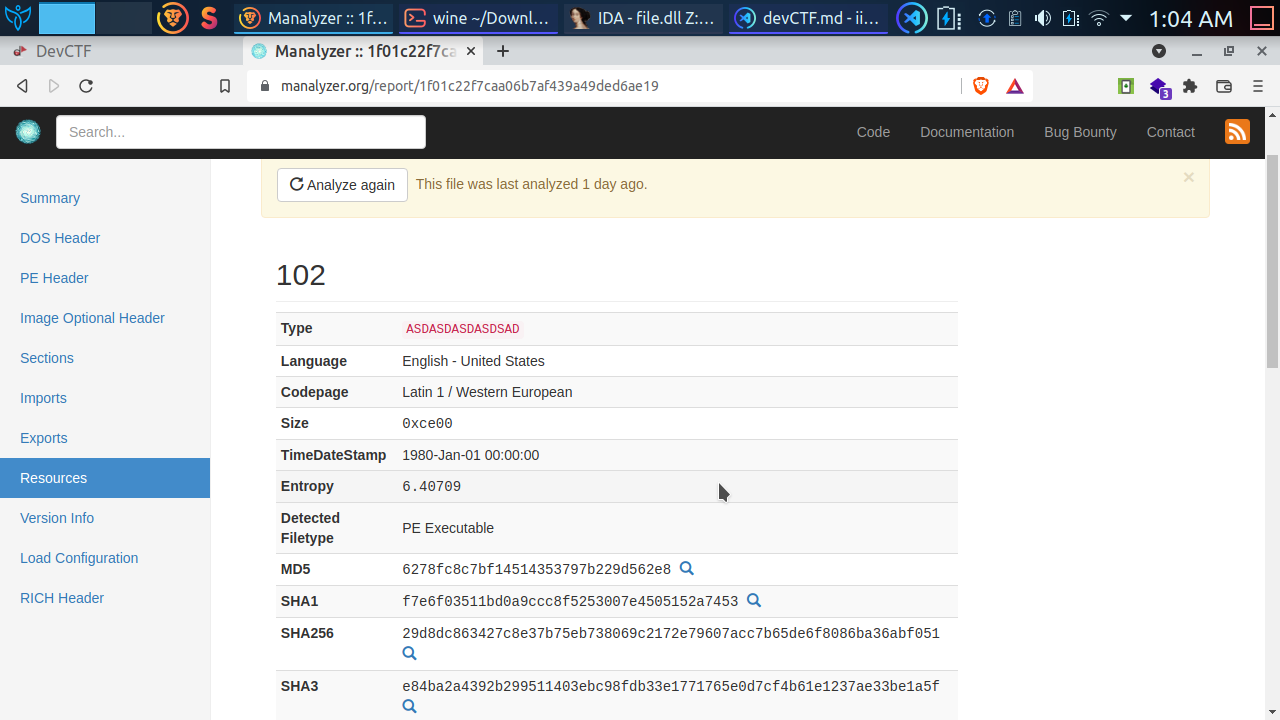 Manalyzer :: 1f...
wine ~/Downl...
IDA - file.dll Z:...
devCTF.md - ii...
1:04 AM
DevCTF
Manalyzer :: 1f01c22f7ca
manalyzer.org/report/1f01c22f7caa06b7af439a49ded6ae19
3
Search...
Code
Documentation
Bug Bounty
Contact
Summary
DOS Header
PE Header
Image Optional Header
Sections
Imports
Exports
Resources
Version Info
Load Configuration
RICH Header
Analyze again
This file was last analyzed 1 day ago.
×
102
Type ASDASDASDASDSAD
Language English - United States
Codepage Latin 1 / Western European
Size 0xce00
TimeDateStamp 1980-Jan-01 00:00:00
Entropy 6.40709
Detected Filetype PE Executable
MD5 6278fc8c7bf14514353797b229d562e8
SHA1 f7e6f03511bd0a9ccc8f5253007e4505152a7453
SHA256 29d8dc863427c8e37b75eb738069c2172e79607acc7b65de6f8086ba36abf051
SHA3 e84ba2a4392b299511403ebc98fdb33e1771765e0d7cf4b61e1237ae33be1a5f